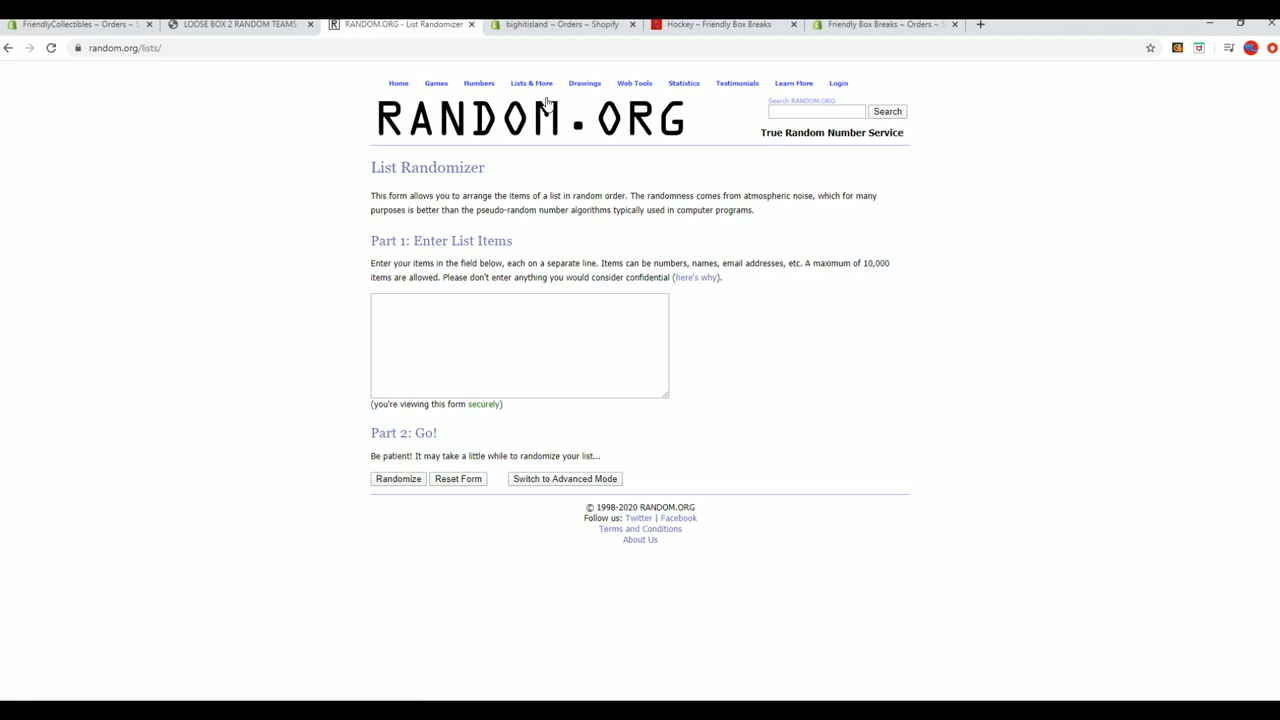 FriendlyCollectibles ~ Orders ~ S
LOOSE BOX 2 RANDOM TEAMS
RANDOM.ORG - List Randomizer
bighitisland ~ Orders ~ Shopify
Hockey – Friendly Box Breaks
Friendly Box Breaks ~ Orders ~ S
random.org/lists/
Home Games Numbers Lists & More Drawings Web Tools Statistics Testimonials Learn More Login
RANDOM.ORG
Search RANDOM.ORG
Search
True Random Number Service
List Randomizer
This form allows you to arrange the items of a list in random order. The randomness comes from atmospheric noise, which for many
purposes is better than the pseudo-random number algorithms typically used in computer programs.
Part 1: Enter List Items
Enter your items in the field below, each on a separate line. Items can be numbers, names, email addresses, etc. A maximum of 10,000
items are allowed. Please don't enter anything you would consider confidential (here's why).
(you're viewing this form securely)
Part 2: Go!
Be patient! It may take a little while to randomize your list...
Randomize Reset Form Switch to Advanced Mode
© 1998-2020 RANDOM.ORG
Follow us: Twitter | Facebook
Terms and Conditions
About Us